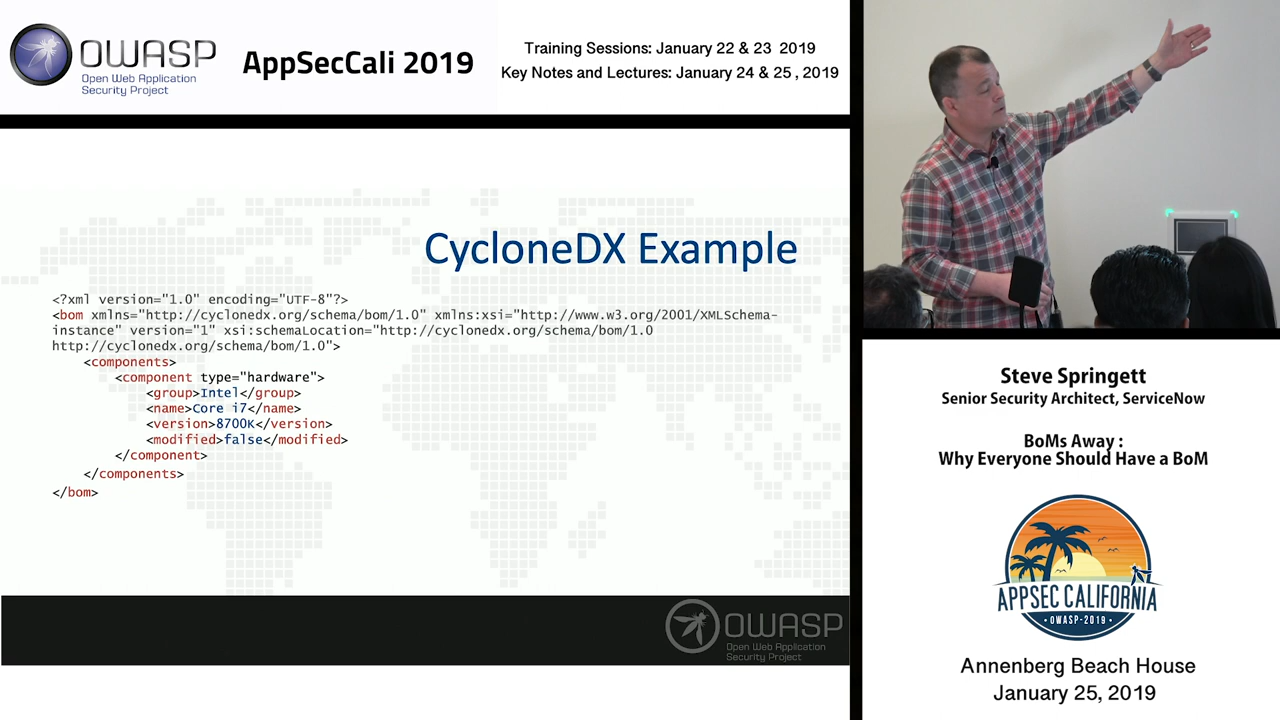 OWASP
Open Web Application
Security Project
AppSecCali 2019
Training Sessions: January 22 & 23 2019
Key Notes and Lectures: January 24 & 25 , 2019
CycloneDX Example
<?xml version="1.0" encoding="UTF-8"?>
<bom xmlns="http://cyclonedx.org/schema/bom/1.0" xmlns:xsi="http://www.w3.org/2001/XMLSchema-
instance" version="1" xsi:schemaLocation="http://cyclonedx.org/schema/bom/1.0
http://cyclonedx.org/schema/bom/1.0">
<components>
<component type="hardware">
<group>Intel</group>
<name>Core i7</name>
<version>8700K</version>
<modified>false</modified>
</component>
</components>
</bom>
OWASP
Open Web Application
Security Project
Steve Springett
Senior Security Architect, ServiceNow
BoMs Away :
Why Everyone Should Have a BoM
APPSEC CALIFORNIA
• OWASP-2019 •
Annenberg Beach House
January 25, 2019